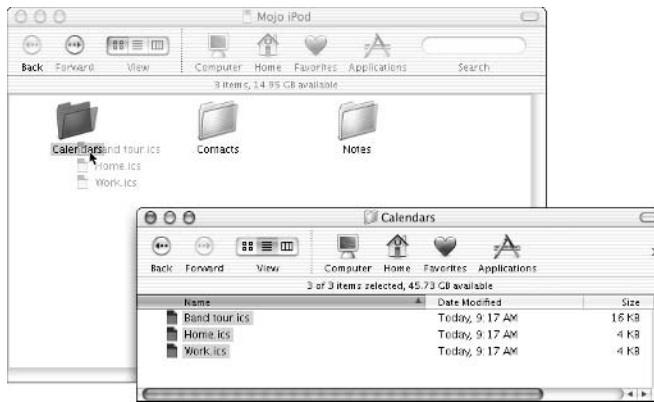 Mojo iPod
Back Forward View Computer Home Favorites Applications Search
3 items, 14.95 GB available
Calendars Contacts Notes
Band tour.ics
Home.ics
Work.ics
Calendars
Back Forward View Computer Home Favorites Applications
3 of 3 items selected, 45.73 GB available
Name Date Modified Size
Band tour.ics Today, 9:17 AM 16 KB
Home.ics Today, 9:17 AM 4 KB
Work.ics Today, 9:17 AM 4 KB